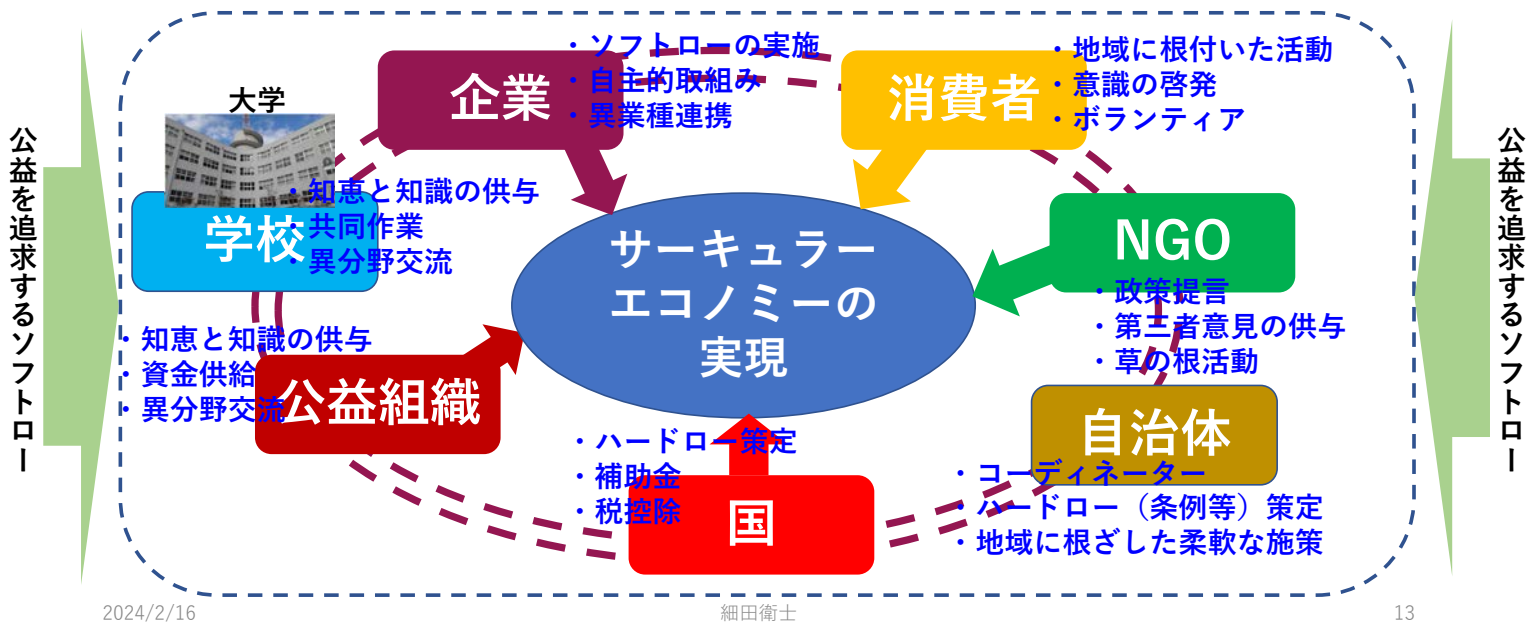 公益を追求するソフトロー
大学
学校
・知恵と知識の供与
・共同作業
・異分野交流
企業
・ソフトローの実施
・自主的取組み
・異業種連携
消費者
・地域に根付いた活動
・意識の啓発
・ボランティア
NGO
・政策提言
・第三者意見の供与
・草の根活動
サーキュラー
エコノミーの
実現
・知恵と知識の供与
・資金供給
・異分野交流
公益組織
・ハードロー策定
・補助金
・税控除
国
自治体
・コーディネーター
・ハードロー（条例等）策定
・地域に根ざした柔軟な施策
公益を追求するソフトロー
2024/2/16
細田衛士
13